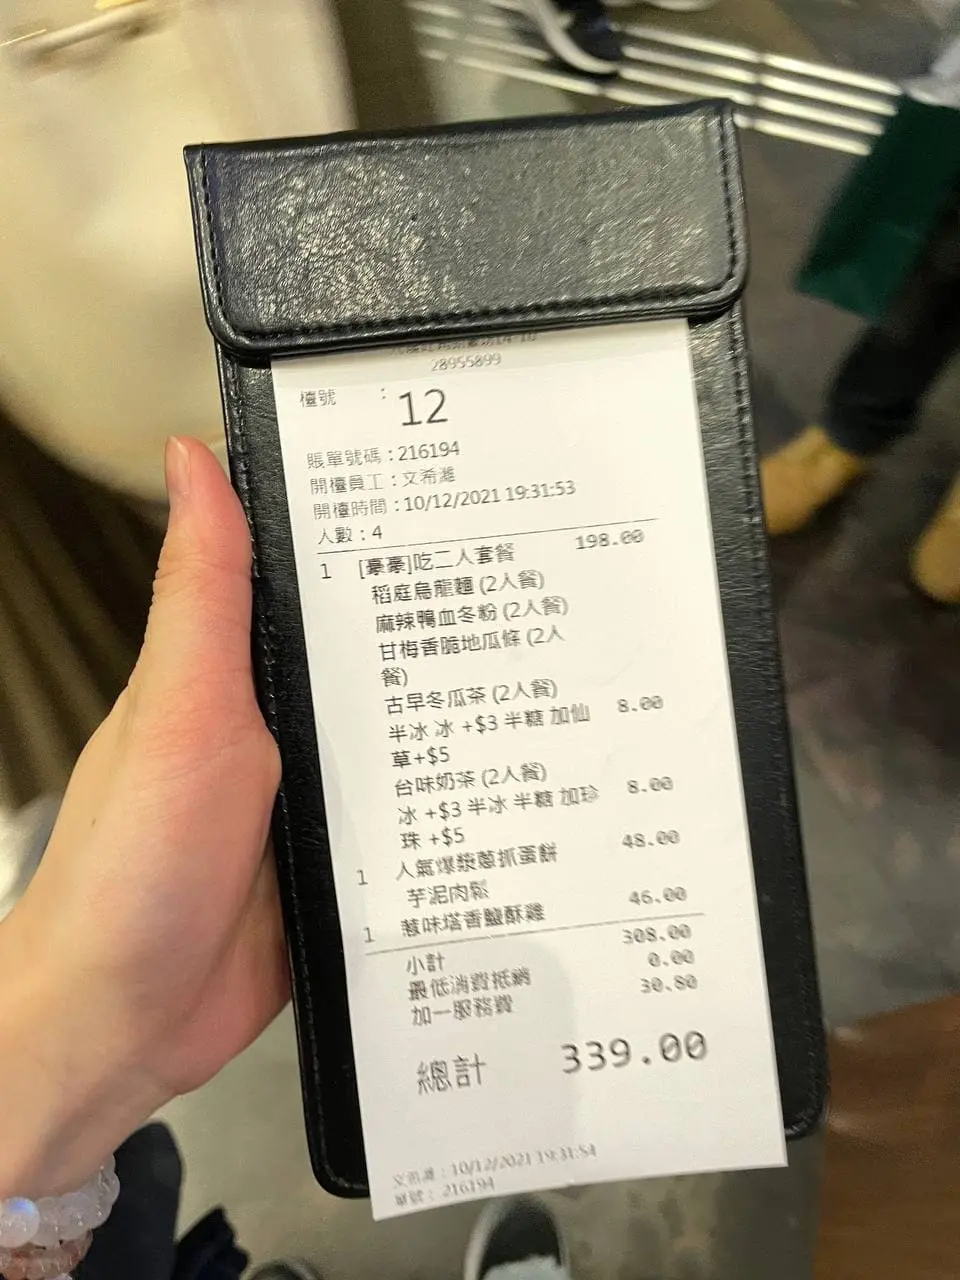 28955899
檯號 : 12
賬單號碼：216194
開檯員工：文希濰
開檯時間：10/12/2021 19:31:53
人數：4
1 [豪豪]吃二人套餐 198.00
稻庭烏龍麵 (2人餐)
麻辣鴨血冬粉 (2人餐)
甘梅香脆地瓜條 (2人
餐)
古早冬瓜茶 (2人餐)
半冰 冰 +$3 半糖 加仙 8.00
草+$5
台味奶茶 (2人餐)
冰 +$3 半冰 半糖 加珍 8.00
珠 +$5
1 人氣爆漿蔥抓蛋餅 48.00
芋泥肉鬆
1 惹味塔香鹽酥雞 46.00
小計 308.00
最低消費抵銷 0.00
加一服務費 30.80
總計 339.00
文希濰：10/12/2021 19:31:54
單號：216194